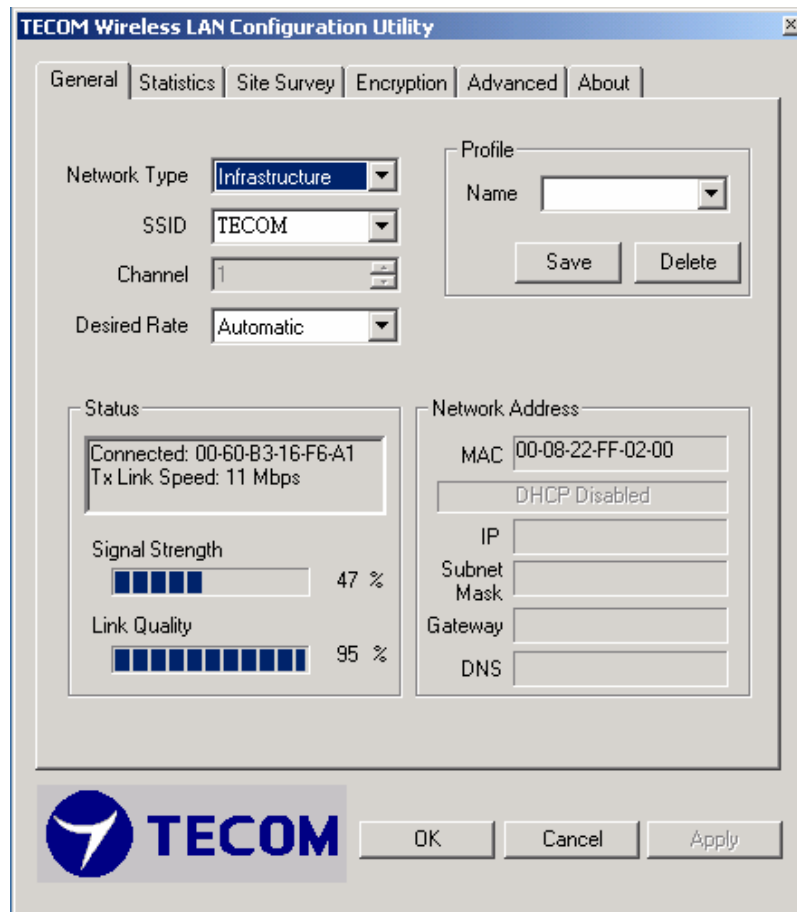 TECOM Wireless LAN Configuration Utility
General Statistics Site Survey Encryption Advanced About
Network Type Infrastructure
SSID TECOM
Channel 1
Desired Rate Automatic
Profile
Name
Save Delete
Status
Connected: 00-60-B3-16-F6-A1
Tx Link Speed: 11 Mbps
Signal Strength
47 %
Link Quality
95 %
Network Address
MAC 00-08-22-FF-02-00
DHCP Disabled
IP
Subnet
Mask
Gateway
DNS
TECOM
OK Cancel Apply